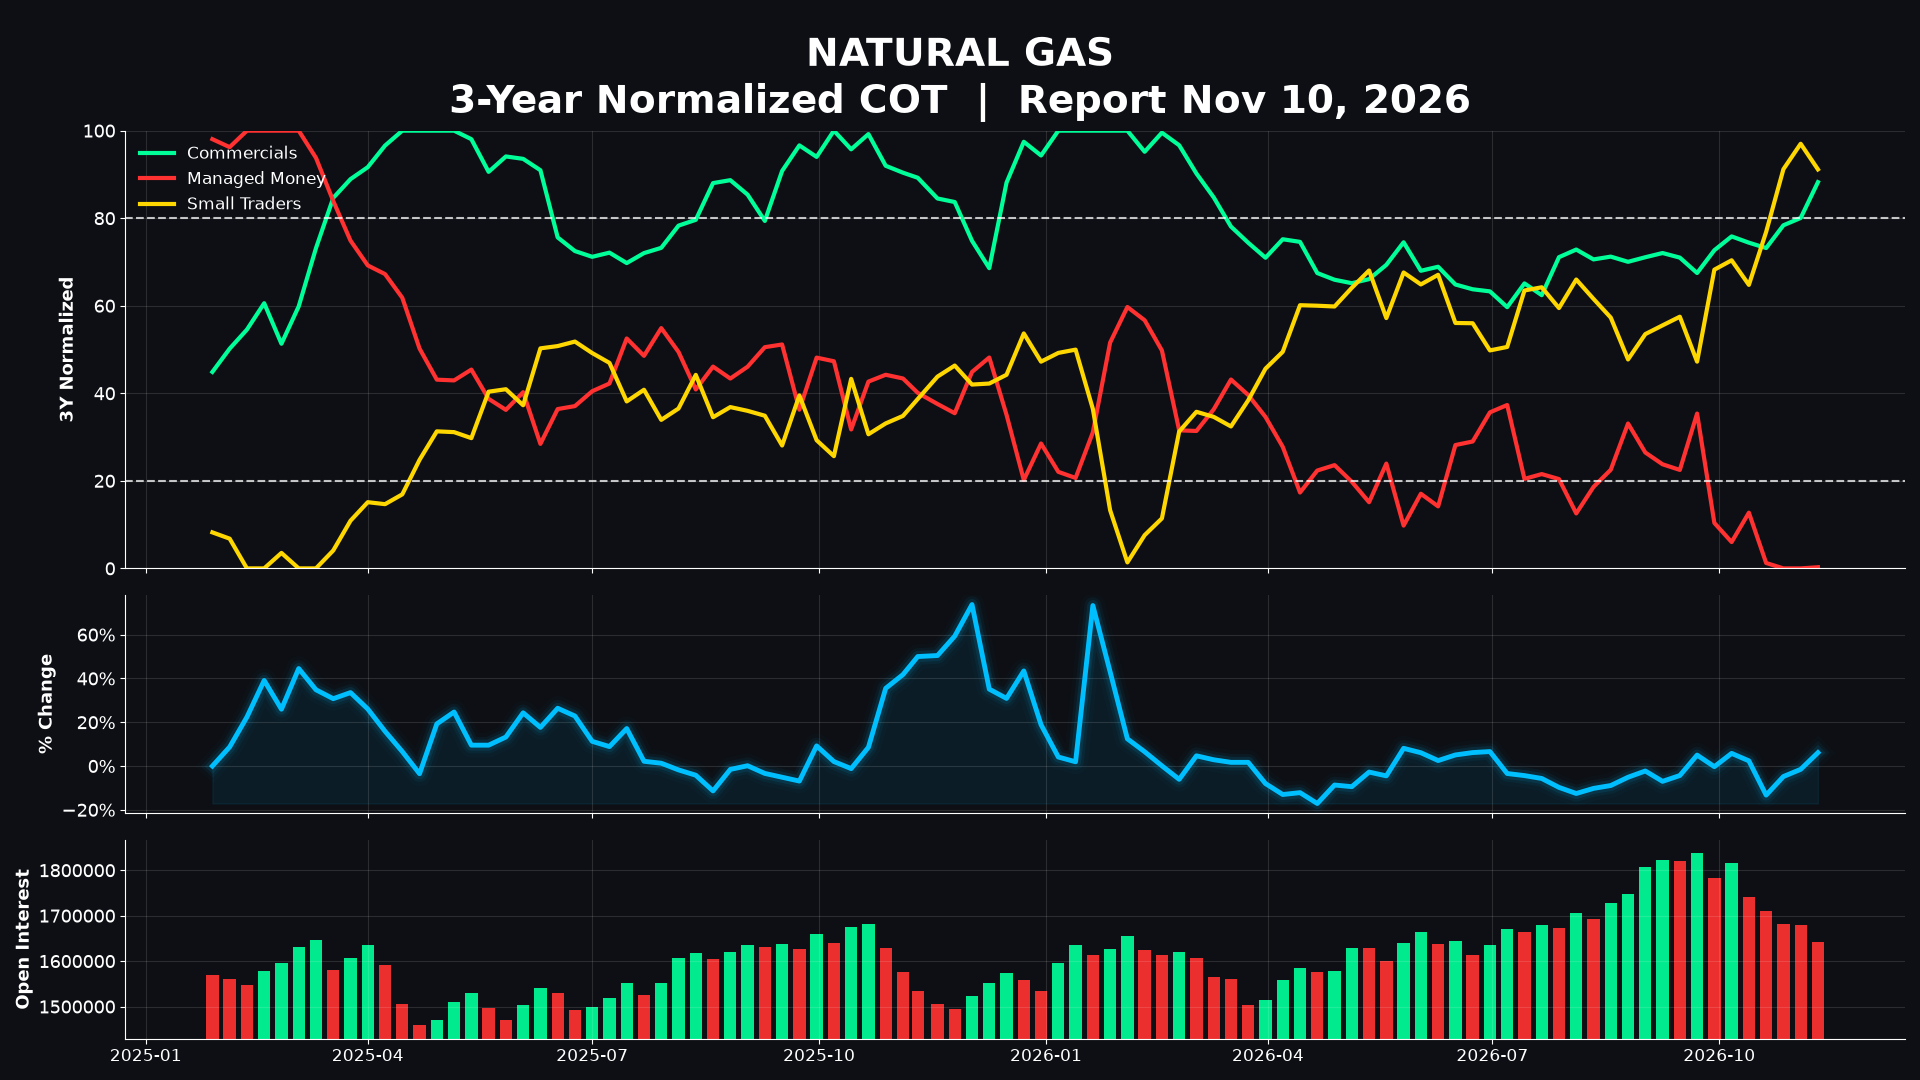 NATURAL GAS
3-Year Normalized COT | Report Nov 10, 2026
100
80
60
40
20
0
3Y Normalized
Commercials
Managed Money
Small Traders
60%
40%
20%
0%
−20%
% Change
1800000
1700000
1600000
1500000
Open Interest
2025-01
2025-04
2025-07
2025-10
2026-01
2026-04
2026-07
2026-10